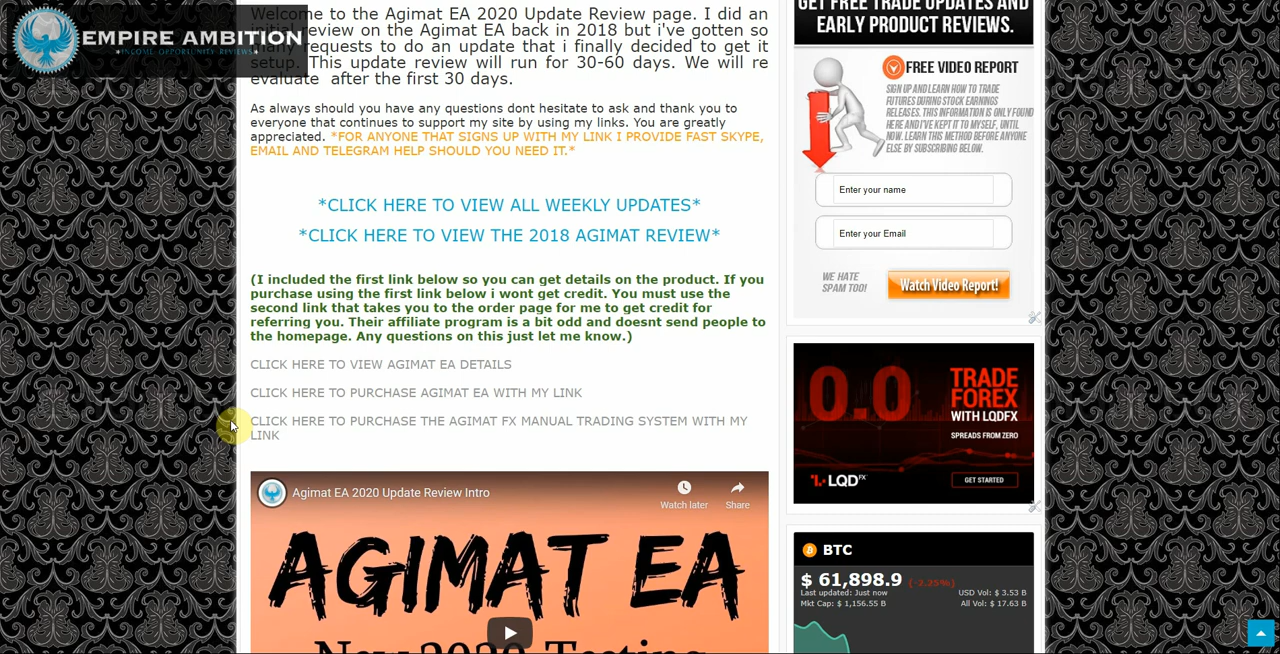 Welcome to the Agimat EA 2020 Update Review page. I did an
review on the Agimat EA back in 2018 but i've gotten so
many requests to do an update that i finally decided to get it
setup. This update review will run for 30-60 days. We will re
evaluate after the first 30 days.
EMPIRE AMBITION
*INCOME OPPORTUNITY REVIEWS*
As always should you have any questions dont hesitate to ask and thank you to
everyone that continues to support my site by using my links. You are greatly
appreciated. *FOR ANYONE THAT SIGNS UP WITH MY LINK I PROVIDE FAST SKYPE,
EMAIL AND TELEGRAM HELP SHOULD YOU NEED IT.*
*CLICK HERE TO VIEW ALL WEEKLY UPDATES*
*CLICK HERE TO VIEW THE 2018 AGIMAT REVIEW*
(I included the first link below so you can get details on the product. If you
purchase using the first link below i wont get credit. You must use the
second link that takes you to the order page for me to get credit for
referring you. Their affiliate program is a bit odd and doesnt send people to
the homepage. Any questions on this just let me know.)
CLICK HERE TO VIEW AGIMAT EA DETAILS
CLICK HERE TO PURCHASE AGIMAT EA WITH MY LINK
CLICK HERE TO PURCHASE THE AGIMAT FX MANUAL TRADING SYSTEM WITH MY
LINK
Agimat EA 2020 Update Review Intro
Watch later
Share
AGIMAT EA
New 2020 Testing
GET FREE TRADE UPDATES AND
EARLY PRODUCT REVIEWS.
FREE VIDEO REPORT
SIGN UP AND LEARN HOW TO TRADE
FUTURES DURING STOCK EARNINGS
RELEASES. THIS INFORMATION IS ONLY FOUND
HERE AND I'VE KEPT IT TO MYSELF, UNTIL
NOW. LEARN THIS METHOD BEFORE ANYONE
ELSE BY SUBSCRIBING BELOW.
Enter your name
Enter your Email
WE HATE
SPAM TOO!
Watch Video Report!
0.0
TRADE
FOREX
WITH LQDFX
SPREADS FROM ZERO
LQDFX
GET STARTED
BTC
$ 61,898.9 (-2.25%)
Last updated: Just now
USD Vol: $ 3.53 B
Mkt Cap: $ 1,156.55 B
All Vol: $ 17.63 B